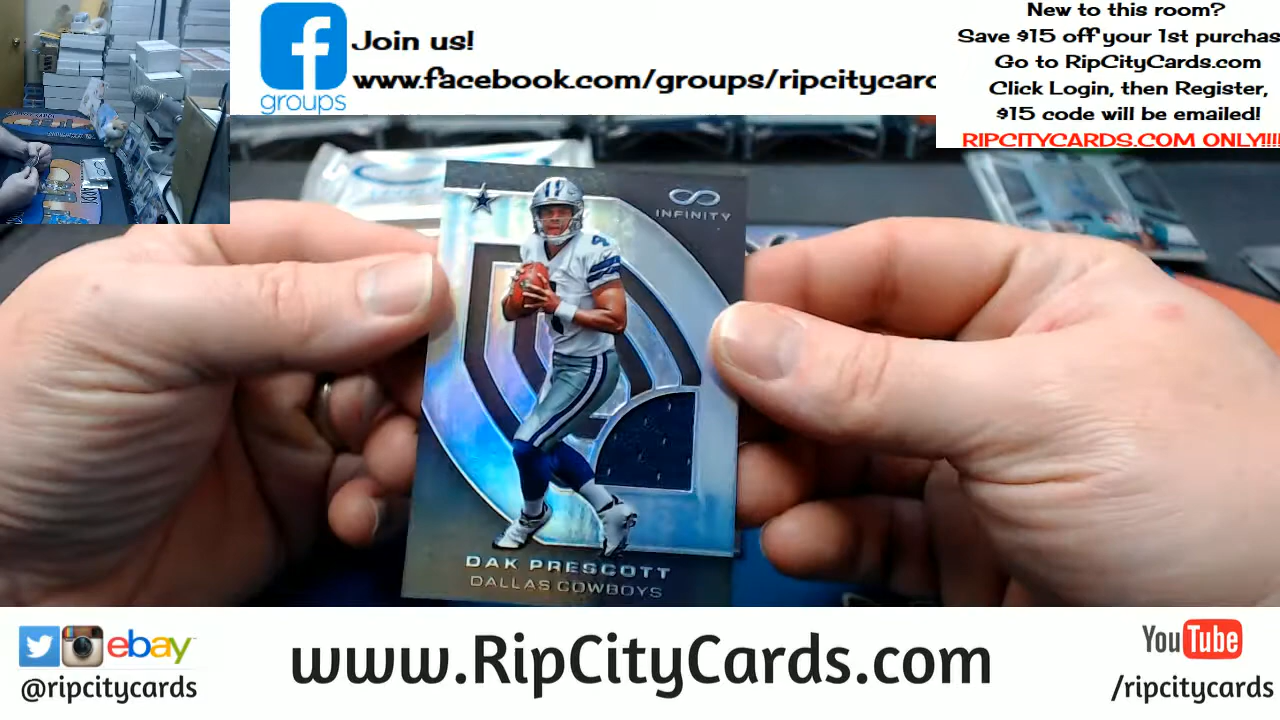 Join us!
www.facebook.com/groups/ripcitycarc
groups
New to this room?
Save $15 off your 1st purchas
Go to RipCityCards.com
Click Login, then Register,
$15 code will be emailed!
RIPCITYCARDS.COM ONLY!!!!
INFINITY
4
DAK PRESCOTT
DALLAS COWBOYS
ebay
@ripcitycards
www.RipCityCards.com
YouTube
/ripcitycards